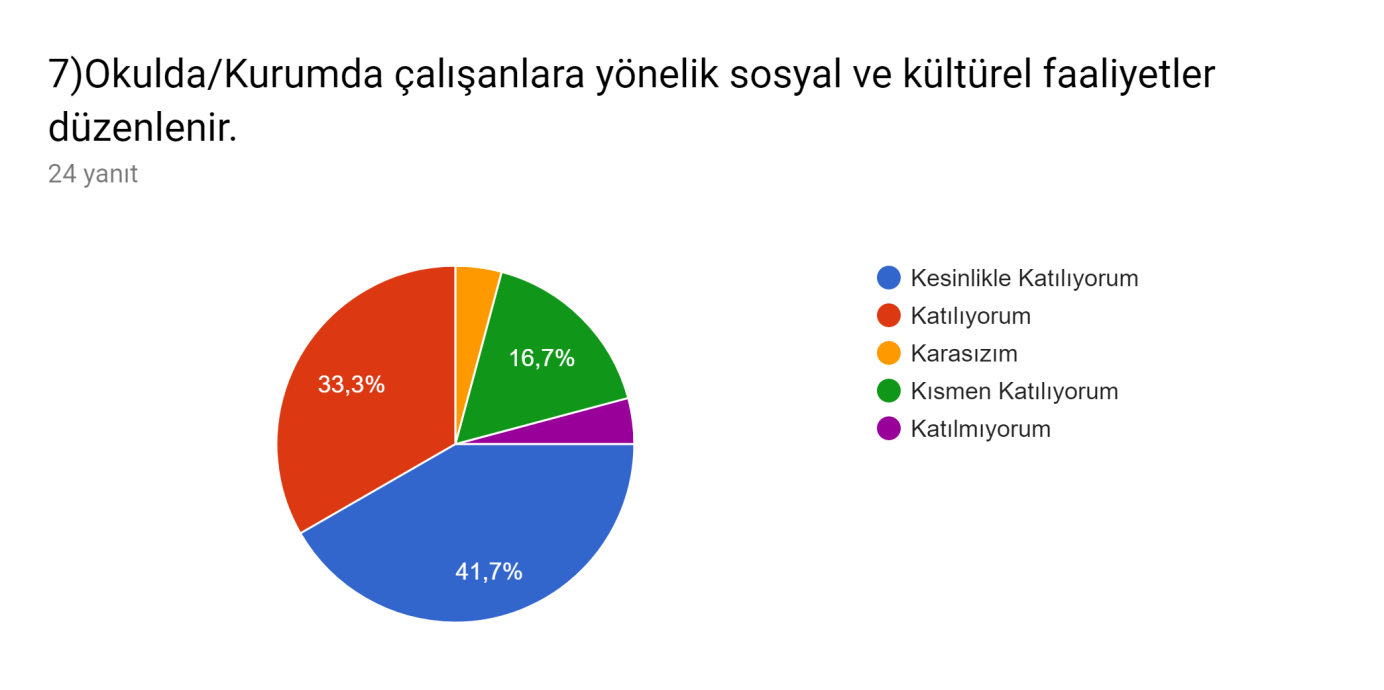 7)Okulda/Kurumda çalışanlara yönelik sosyal ve kültürel faaliyetler
düzenlenir.
24 yanıt
Kesinlikle Katılıyorum
Katılıyorum
Karasızım
Kısmen Katılıyorum
Katılmıyorum
16,7%
33,3%
41,7%